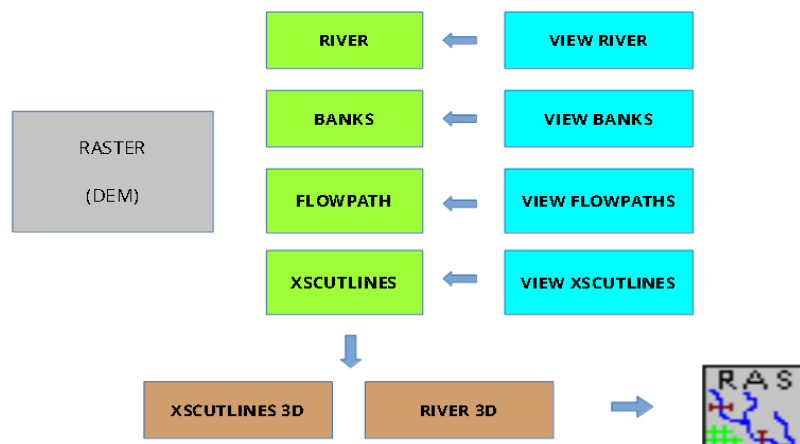 RIVER
VIEW RIVER
BANKS
VIEW BANKS
RASTER
(DEM)
FLOWPATH
VIEW FLOWPATHS
XSCUTLINES
VIEW XSCUTLINES
XSCUTLINES 3D
RIVER 3D
RAS